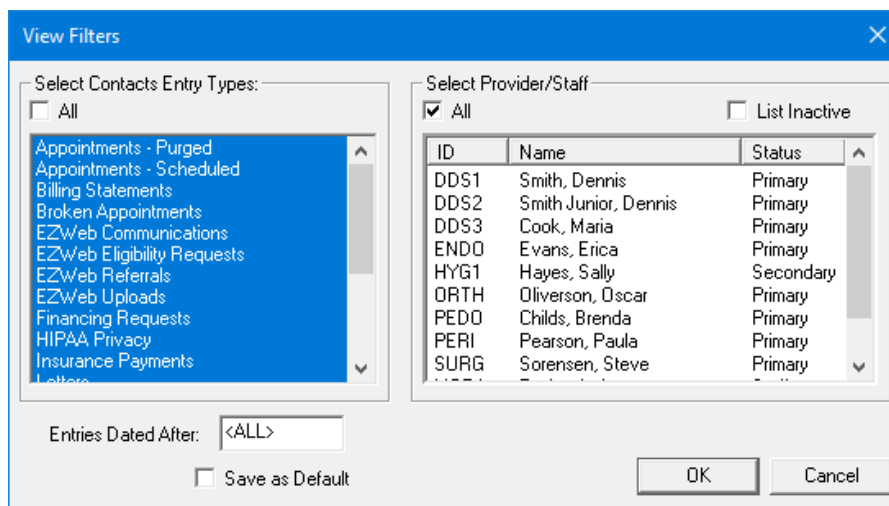 View Filters
Select Contacts Entry Types:
All
Appointments - Purged
Appointments - Scheduled
Billing Statements
Broken Appointments
EZWeb Communications
EZWeb Eligibility Requests
EZWeb Referrals
EZWeb Uploads
Financing Requests
HIPAA Privacy
Insurance Payments
Letters
Select Provider/Staff
All List Inactive
ID Name Status
DDS1 Smith, Dennis Primary
DDS2 Smith Junior, Dennis Primary
DDS3 Cook, Maria Primary
ENDO Evans, Erica Primary
HYG1 Hayes, Sally Secondary
ORTH Oliverson, Oscar Primary
PEDO Childs, Brenda Primary
PERI Pearson, Paula Primary
SURG Sorensen, Steve Primary
Entries Dated After: <ALL>
Save as Default
OK Cancel